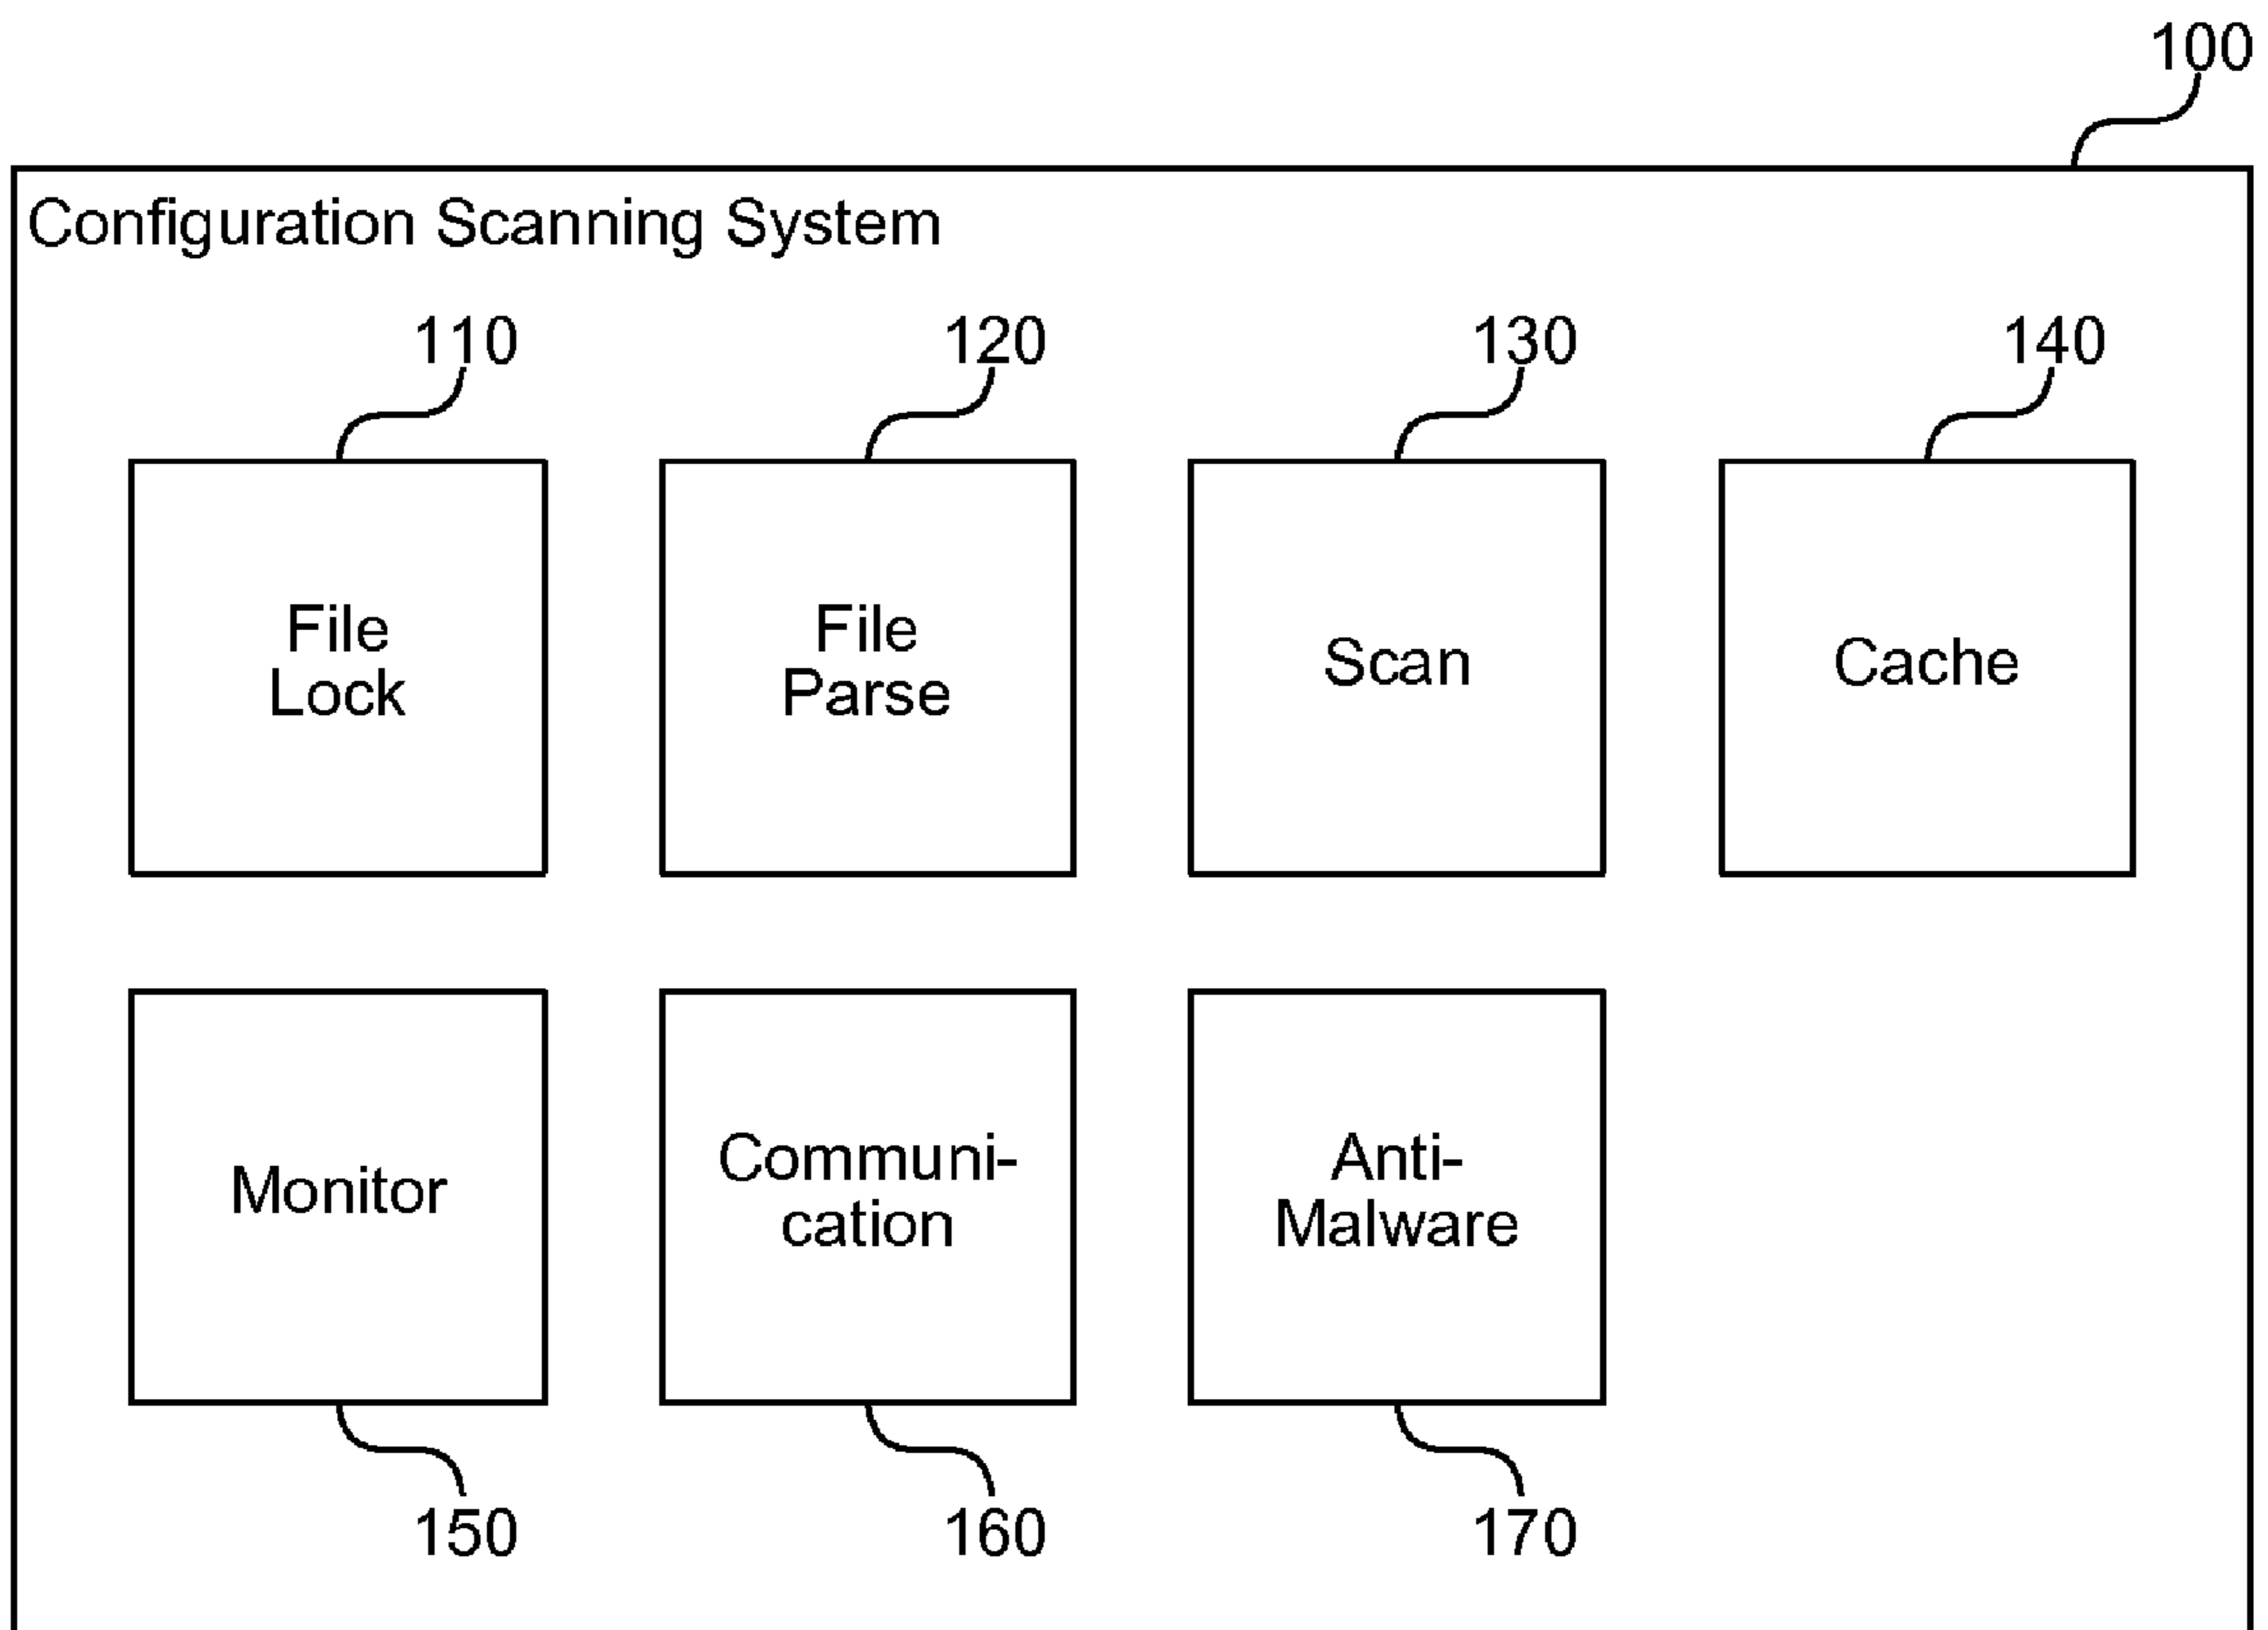 100
Configuration Scanning System
110
120
130
140
File
Lock
File
Parse
Scan
Cache
Monitor
Communi-
cation
Anti-
Malware
150
160
170